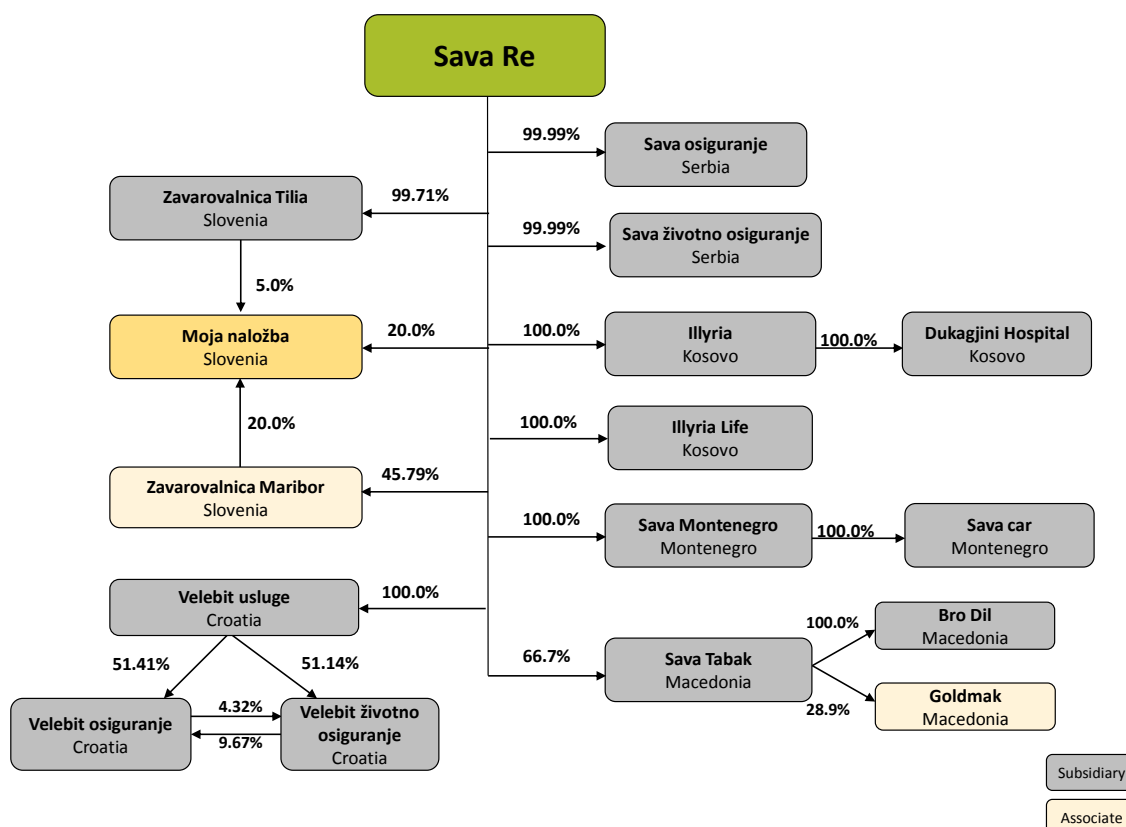 Sava Re
99.99%
Sava osiguranje
Serbia
Zavarovalnica Tilia
Slovenia
99.71%
99.99%
Sava životno osiguranje
Serbia
5.0%
Moja naložba
Slovenia
20.0%
100.0%
Illyria
Kosovo
100.0%
Dukagjini Hospital
Kosovo
20.0%
100.0%
Illyria Life
Kosovo
Zavarovalnica Maribor
Slovenia
45.79%
100.0%
Sava Montenegro
Montenegro
100.0%
Sava car
Montenegro
Velebit usluge
Croatia
100.0%
51.41%
51.14%
66.7%
Sava Tabak
Macedonia
100.0%
Bro Dil
Macedonia
28.9%
Goldmak
Macedonia
Velebit osiguranje
Croatia
4.32%
9.67%
Velebit životno
osiguranje
Croatia
Subsidiary
Associate